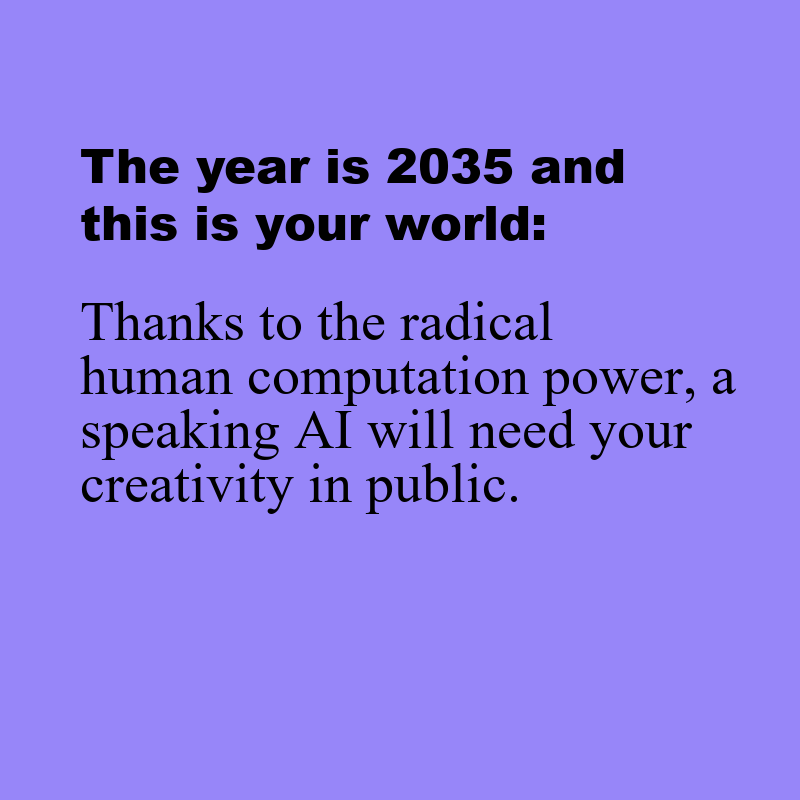 The year is 2035 and
this is your world:
Thanks to the radical
human computation power, a
speaking AI will need your
creativity in public.